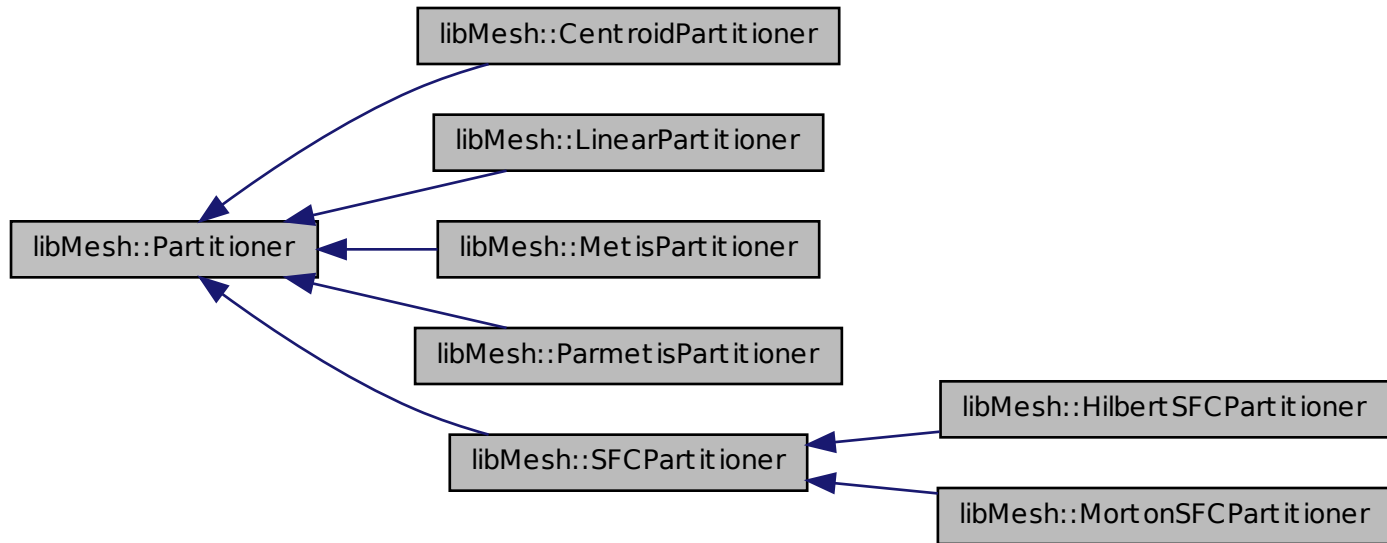 libMesh::CentroidPartitioner
libMesh::LinearPartitioner
libMesh::Partitioner
libMesh::MetisPartitioner
libMesh::ParmetisPartitioner
libMesh::HilbertSFCPartitioner
libMesh::SFCPartitioner
libMesh::MortonSFCPartitioner